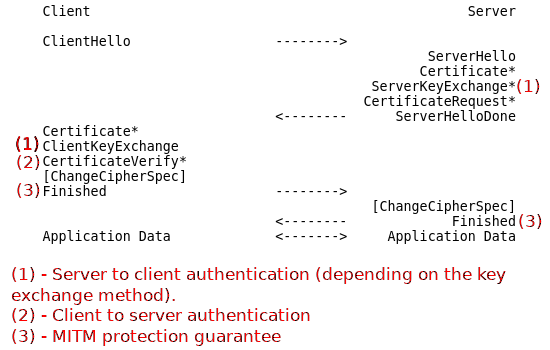 Client Server
ClientHello -------->
ServerHello
Certificate*
ServerKeyExchange* (1)
CertificateRequest*
<-------- ServerHelloDone
Certificate*
(1) ClientKeyExchange
(2) CertificateVerify*
[ChangeCipherSpec]
(3) Finished -------->
[ChangeCipherSpec]
<-------- Finished (3)
Application Data <-------> Application Data
(1) - Server to client authentication (depending on the key
exchange method).
(2) - Client to server authentication
(3) - MITM protection guarantee